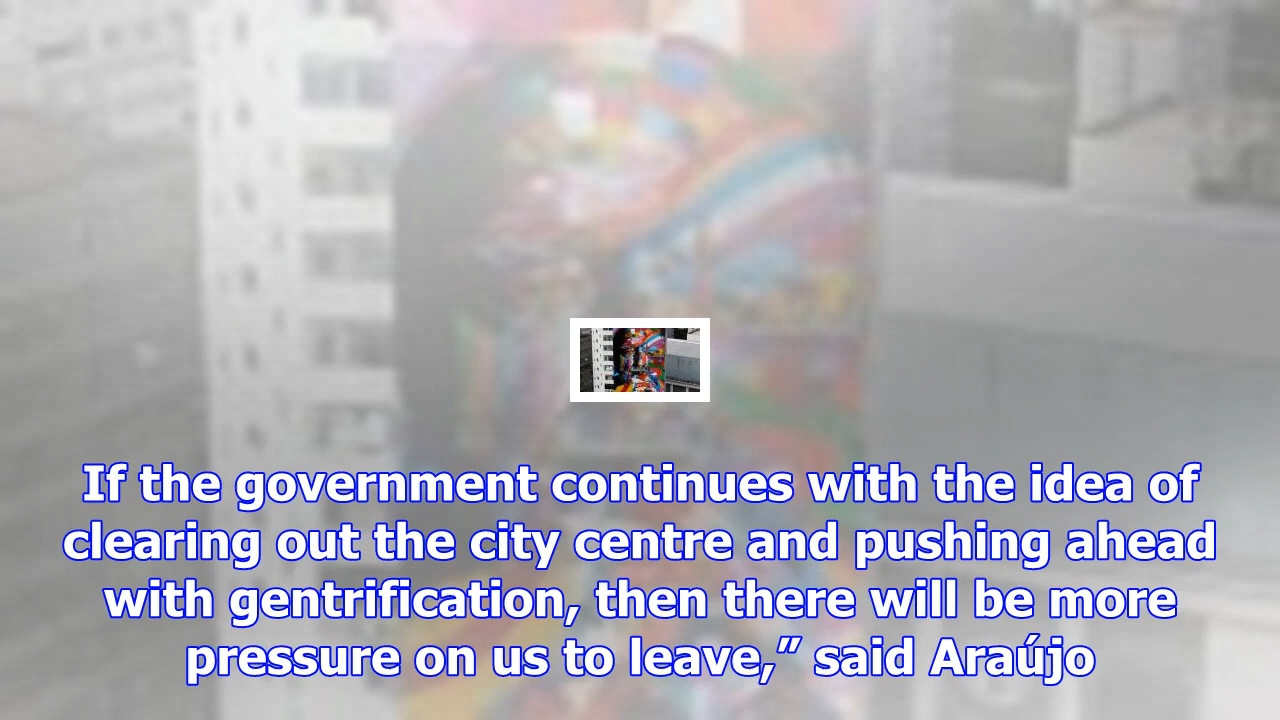 If the government continues with the idea of
clearing out the city centre and pushing ahead
with gentrification, then there will be more
pressure on us to leave,” said Araújo